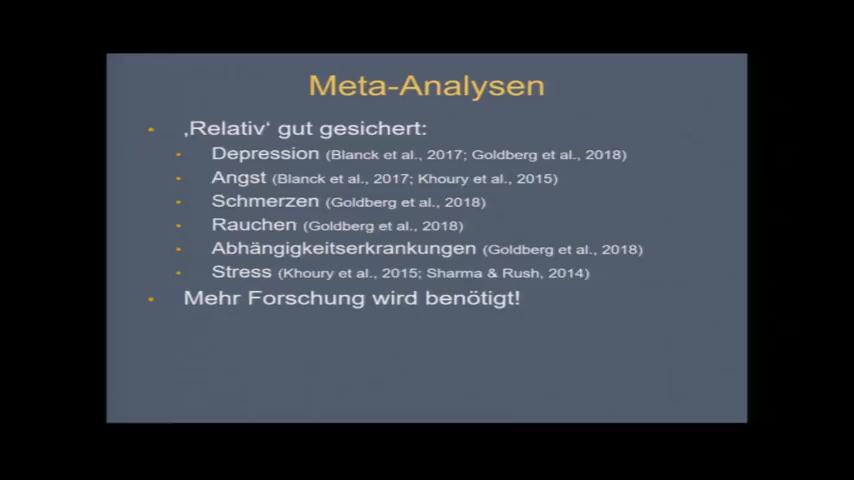 Meta-Analysen
‚Relativ‘ gut gesichert:
Depression (Blanck et al., 2017; Goldberg et al., 2018)
Angst (Blanck et al., 2017; Khoury et al., 2015)
Schmerzen (Goldberg et al., 2018)
Rauchen (Goldberg et al., 2018)
Abhängigkeitserkrankungen (Goldberg et al., 2018)
Stress (Khoury et al., 2015; Sharma & Rush, 2014)
Mehr Forschung wird benötigt!